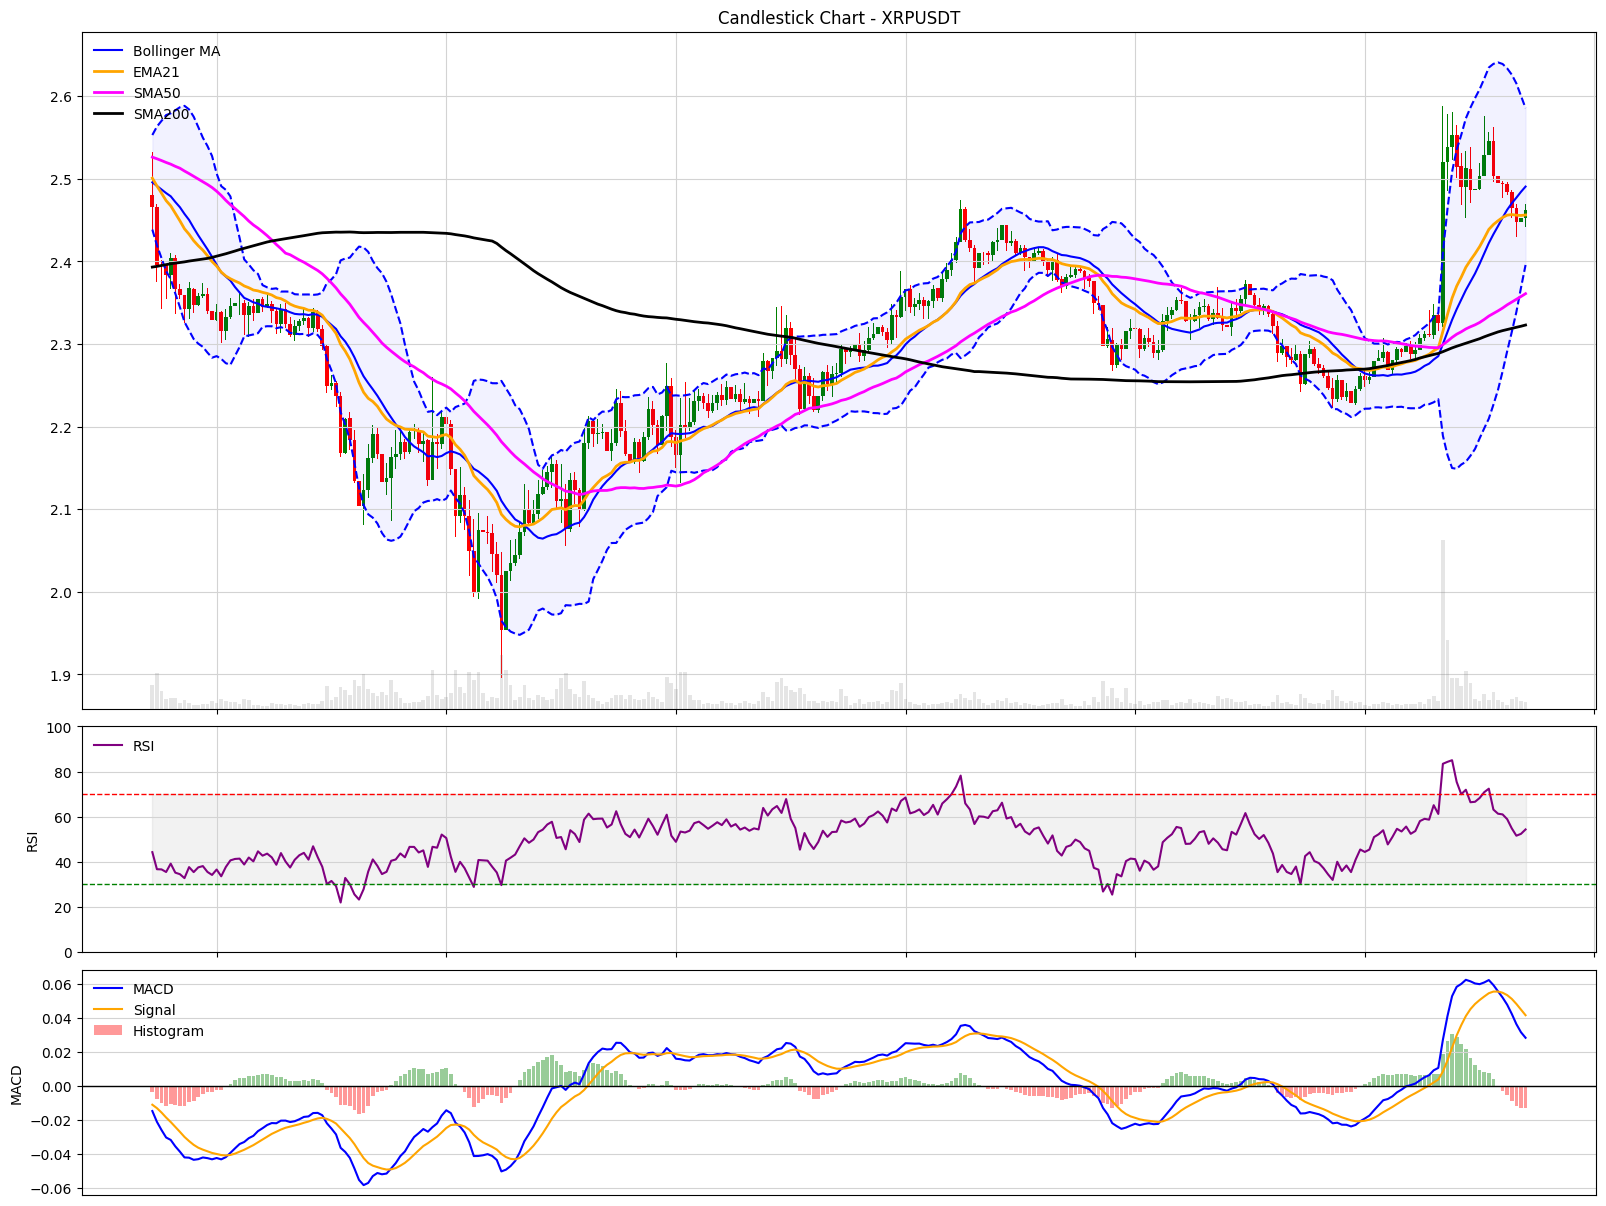 Candlestick Chart - XRPUSDT
Bollinger MA
EMA21
SMA50
SMA200
2.6
2.5
2.4
2.3
2.2
2.1
2.0
1.9
RSI
RSI
100
80
60
40
20
0
MACD
Signal
Histogram
MACD
0.06
0.04
0.02
0.00
−0.02
−0.04
−0.06